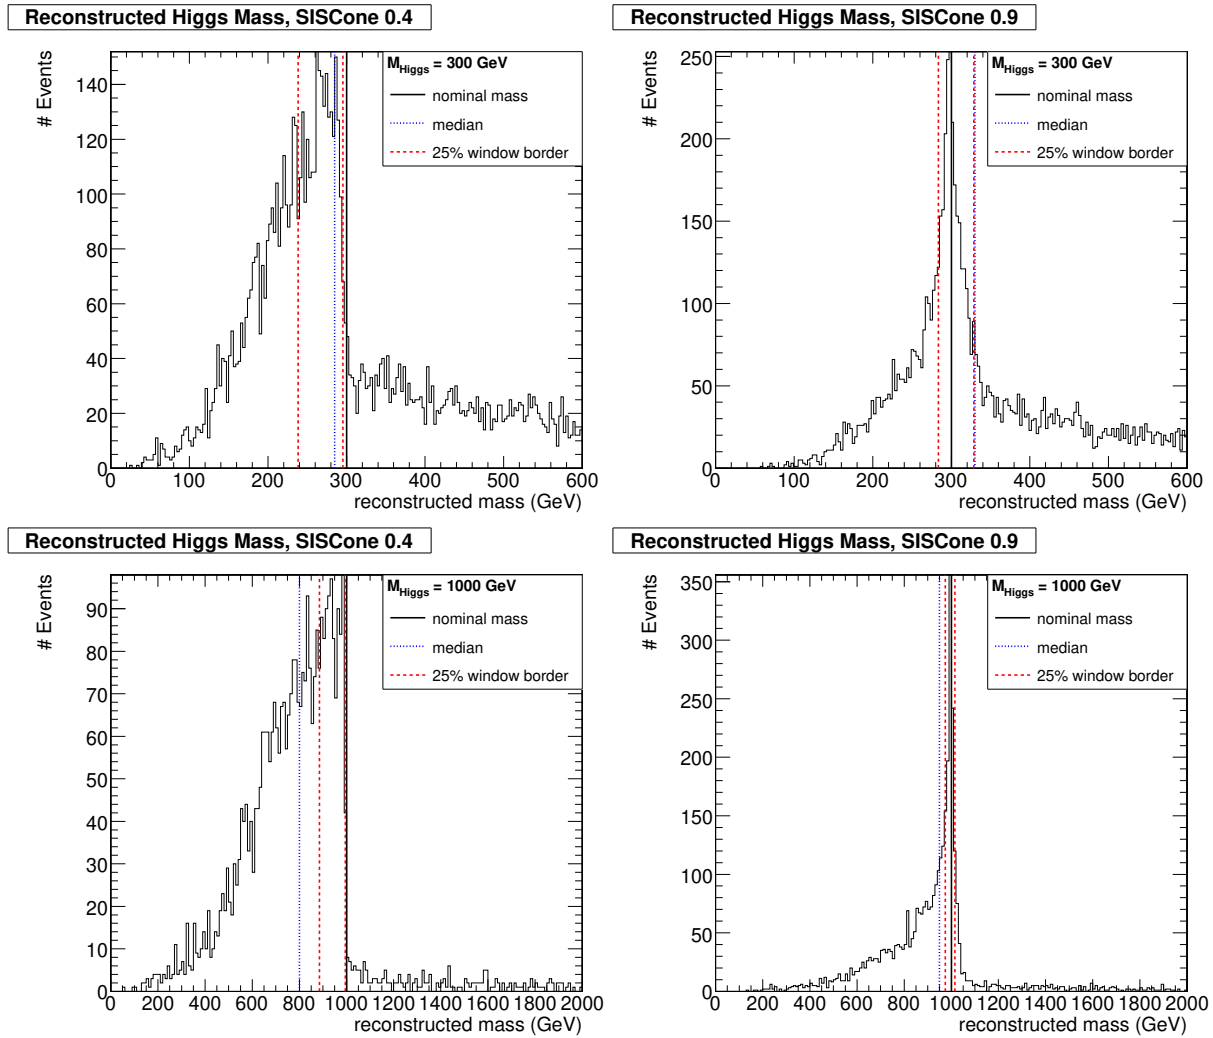 Reconstructed Higgs Mass, SISCone 0.4
# Events
140
120
100
80
60
40
20
0
M_Higgs = 300 GeV
nominal mass
median
25% window border
100 200 300 400 500 600
reconstructed mass (GeV)
Reconstructed Higgs Mass, SISCone 0.9
# Events
250
200
150
100
50
0
M_Higgs = 300 GeV
nominal mass
median
25% window border
0 100 200 300 400 500 600
reconstructed mass (GeV)
Reconstructed Higgs Mass, SISCone 0.4
# Events
90
80
70
60
50
40
30
20
10
0
M_Higgs = 1000 GeV
nominal mass
median
25% window border
0 200 400 600 800 1000 1200 1400 1600 1800 2000
reconstructed mass (GeV)
Reconstructed Higgs Mass, SISCone 0.9
# Events
350
300
250
200
150
100
50
0
M_Higgs = 1000 GeV
nominal mass
median
25% window border
200 400 600 800 1000 1200 1400 1600 1800 2000
reconstructed mass (GeV)